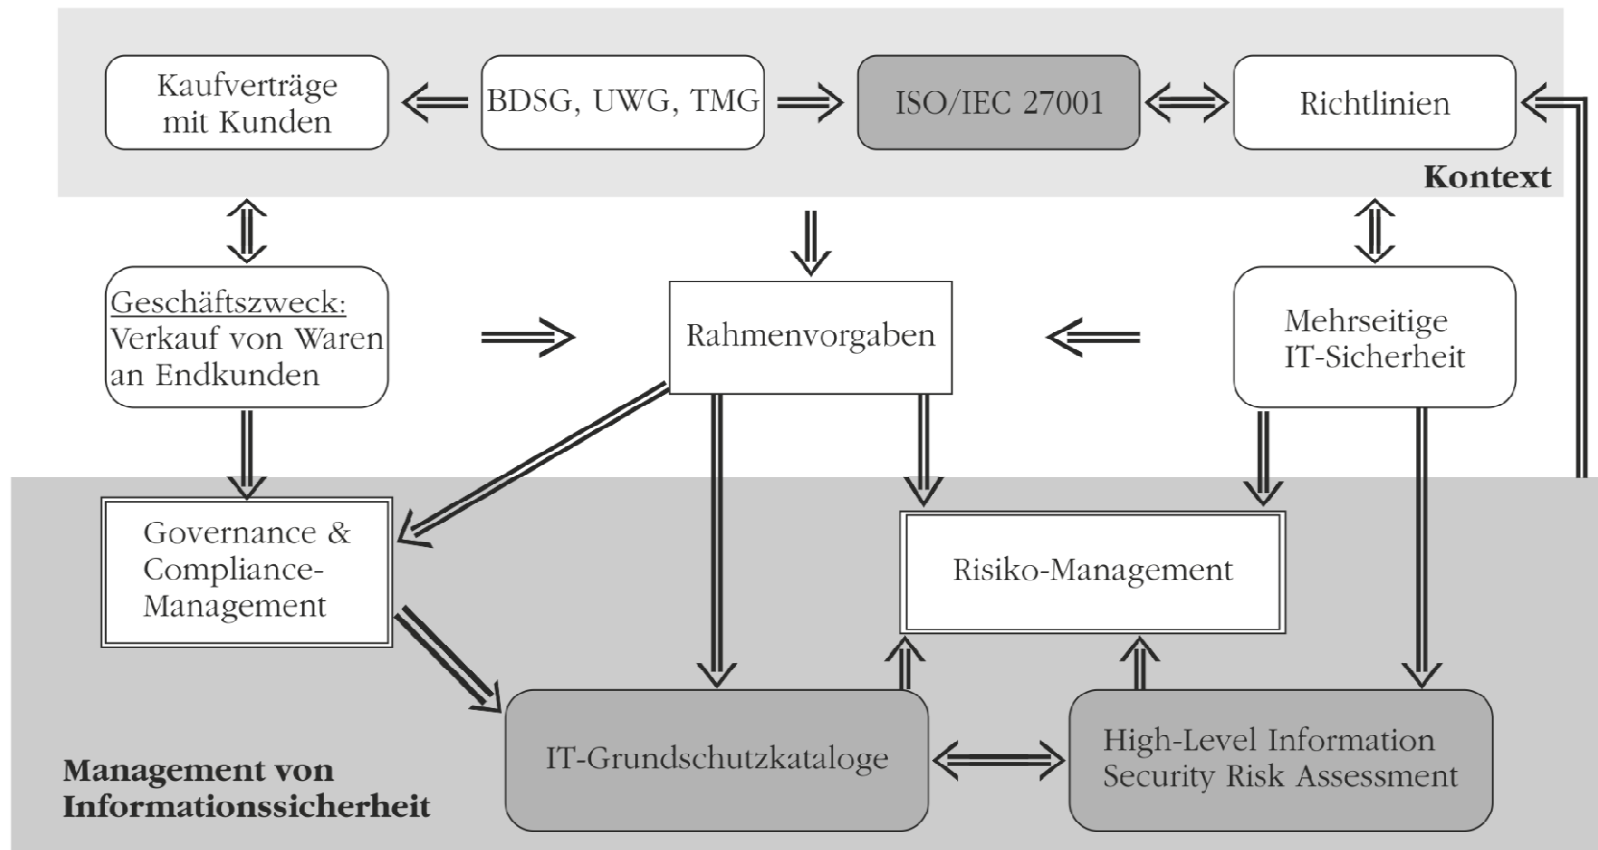 Kaufverträge
mit Kunden
BDSG, UWG, TMG
ISO/IEC 27001
Richtlinien
Kontext
Geschäftszweck:
Verkauf von Waren
an Endkunden
Rahmenvorgaben
Mehrseitige
IT-Sicherheit
Governance &
Compliance-
Management
Risiko-Management
IT-Grundschutzkataloge
High-Level Information
Security Risk Assessment
Management von
Informationssicherheit